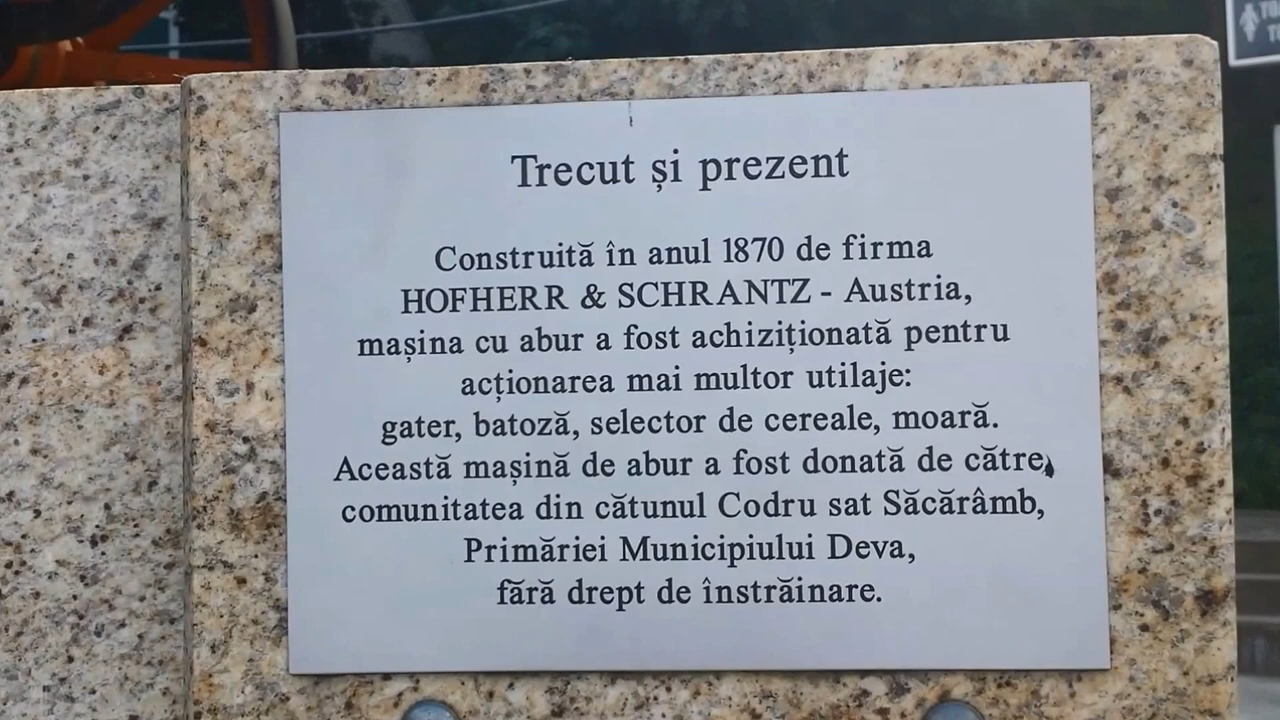 Trecut și prezent
Construită în anul 1870 de firma
HOFHERR & SCHRANTZ - Austria,
mașina cu abur a fost achiziționată pentru
acționarea mai multor utilaje:
gater, batoză, selector de cereale, moară.
Această mașină de abur a fost donată de către
comunitatea din cătunul Codru sat Săcărâmb,
Primăriei Municipiului Deva,
fără drept de înstrăinare.